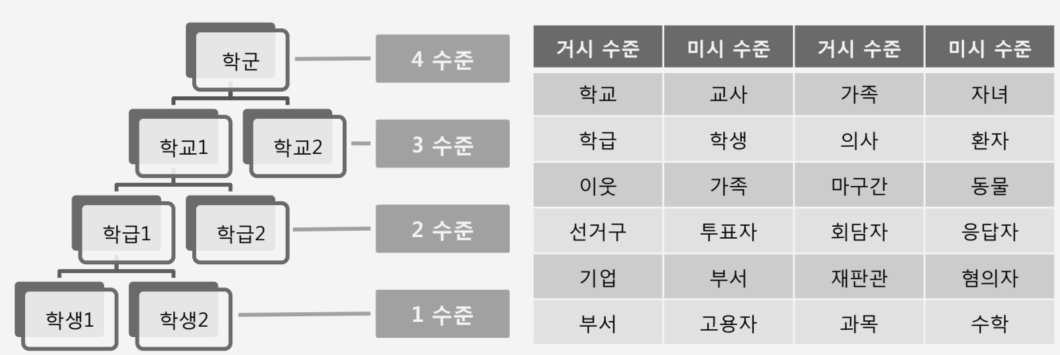 학군
4 수준
학교1
학교2
3 수준
학급1
학급2
2 수준
학생1
학생2
1 수준
거시 수준 미시 수준 거시 수준 미시 수준
학교 교사 가족 자녀
학급 학생 의사 환자
이웃 가족 마구간 동물
선거구 투표자 회담자 응답자
기업 부서 재판관 혐의자
부서 고용자 과목 수학